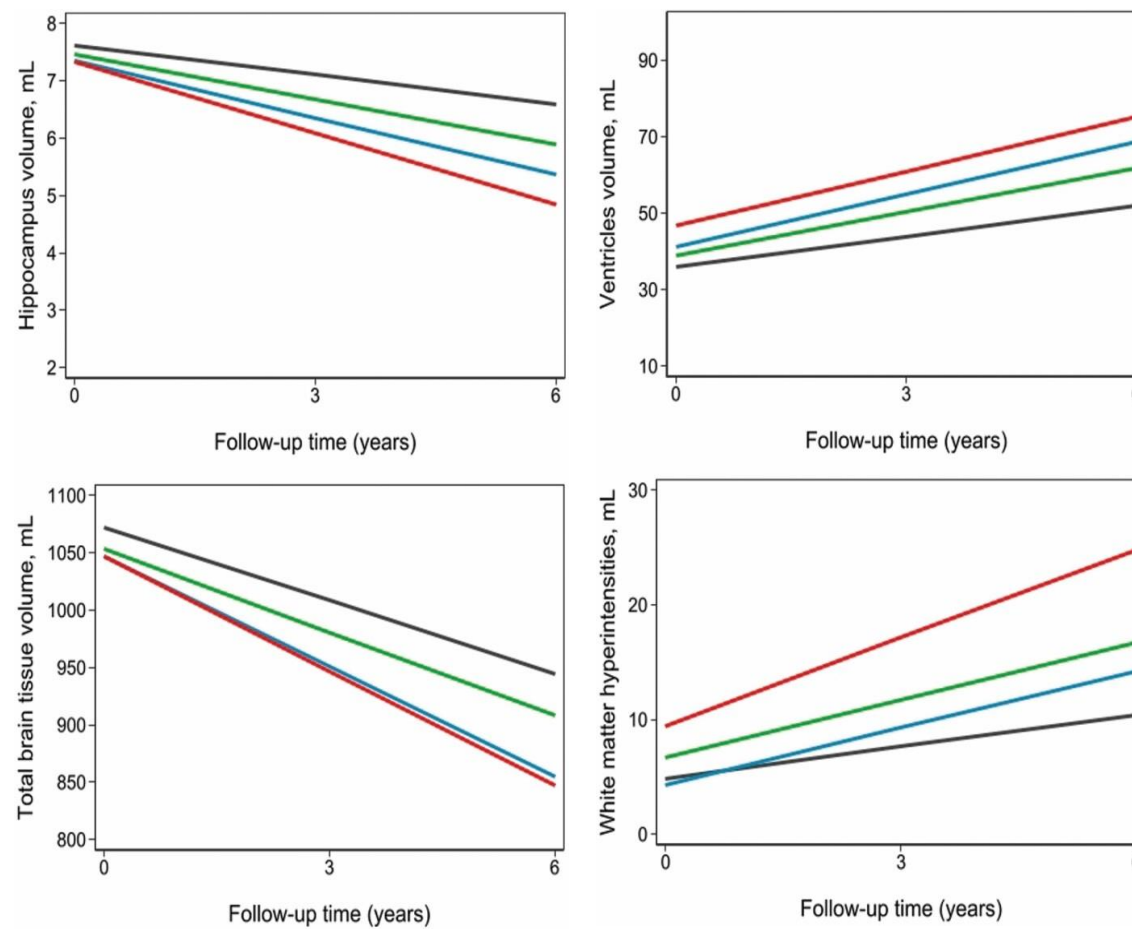 Hippocampus volume, mL
8
7
6
5
4
3
2
0 3 6
Follow-up time (years)
Ventricles volume, mL
90
70
50
30
10
0 3
Follow-up time (years)
Total brain tissue volume, mL
1100
1050
1000
950
900
850
800
0 3 6
Follow-up time (years)
White matter hyperintensities, mL
30
20
10
0
0 3
Follow-up time (years)